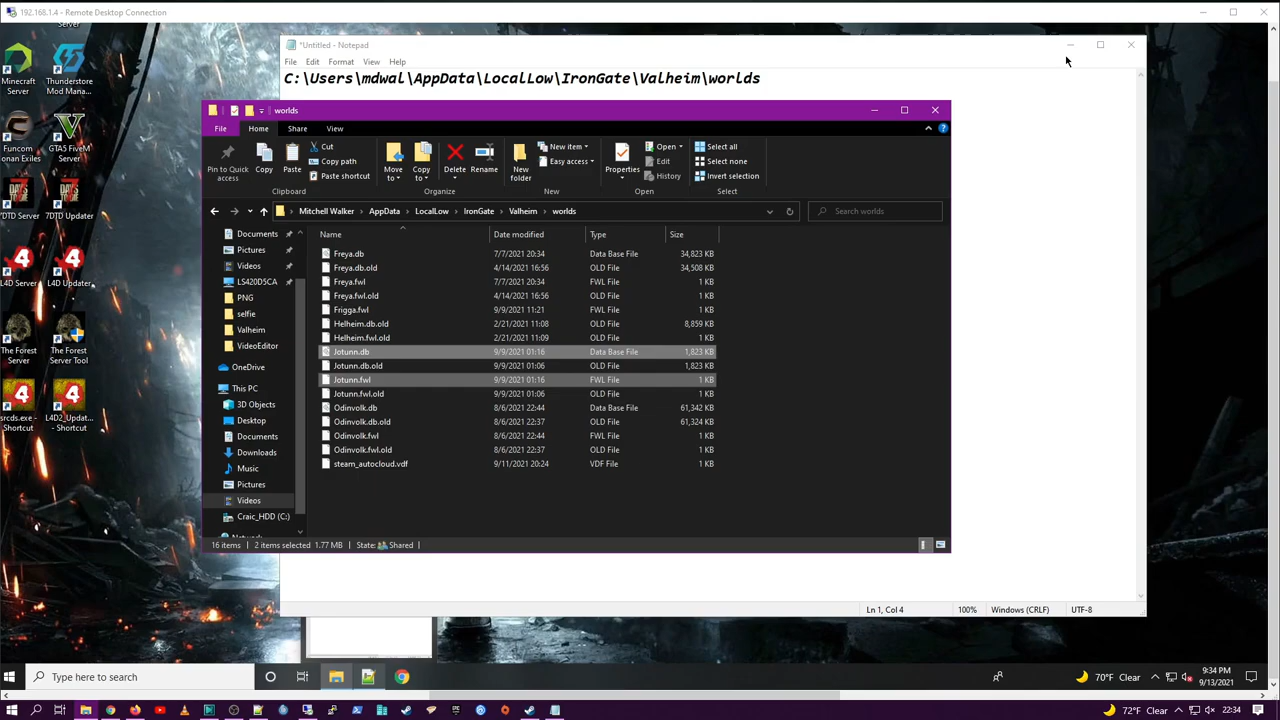 192.168.1.4 - Remote Desktop Connection
Server
Minecraft Server
Thunderstore Mod Mana...
Funcom
onan Exiles
GTA5 FiveM Server
7DTD Server
7DTD Updater
L4D Server
L4D Updater
The Forest Server
The Forest Server Tool
srcds.exe - Shortcut
L4D2_Updat... - Shortcut
*Untitled - Notepad
File Edit Format View Help
C:\Users\mdwal\AppData\LocalLow\IronGate\Valheim\worlds
worlds
File Home Share View
Pin to Quick access
Copy
Paste
Cut
Copy path
Paste shortcut
Clipboard
Move to
Copy to
Delete
Rename
Organize
New folder
New item
Easy access
New
Properties
Open
Edit
History
Open
Select all
Select none
Invert selection
Select
Mitchell Walker > AppData > LocalLow > IronGate > Valheim > worlds
Search worlds
Documents
Pictures
Videos
LS420D5CA
PNG
selfie
Valheim
VideoEditor
OneDrive
This PC
3D Objects
Desktop
Documents
Downloads
Music
Pictures
Videos
Craic_HDD (C:)
Network
Name Date modified Type Size
Freya.db 7/7/2021 20:34 Data Base File 34,823 KB
Freya.db.old 4/14/2021 16:56 OLD File 34,508 KB
Freya.fwl 7/7/2021 20:34 FWL File 1 KB
Freya.fwl.old 4/14/2021 16:56 OLD File 1 KB
Frigga.fwl 9/9/2021 11:21 FWL File 1 KB
Helheim.db.old 2/21/2021 11:08 OLD File 8,859 KB
Helheim.fwl.old 2/21/2021 11:09 OLD File 1 KB
Jotunn.db 9/9/2021 01:16 Data Base File 1,823 KB
Jotunn.db.old 9/9/2021 01:06 OLD File 1,823 KB
Jotunn.fwl 9/9/2021 01:16 FWL File 1 KB
Jotunn.fwl.old 9/9/2021 01:06 OLD File 1 KB
Odinvolk.db 8/6/2021 22:44 Data Base File 61,342 KB
Odinvolk.db.old 8/6/2021 22:37 OLD File 61,324 KB
Odinvolk.fwl 8/6/2021 22:44 FWL File 1 KB
Odinvolk.fwl.old 8/6/2021 22:37 OLD File 1 KB
steam_autocloud.vdf 9/11/2021 20:24 VDF File 1 KB
16 items 2 items selected 1.77 MB State: Shared
Ln 1, Col 4 100% Windows (CRLF) UTF-8
Type here to search
70°F Clear
9:34 PM
9/13/2021
72°F Clear 22:34